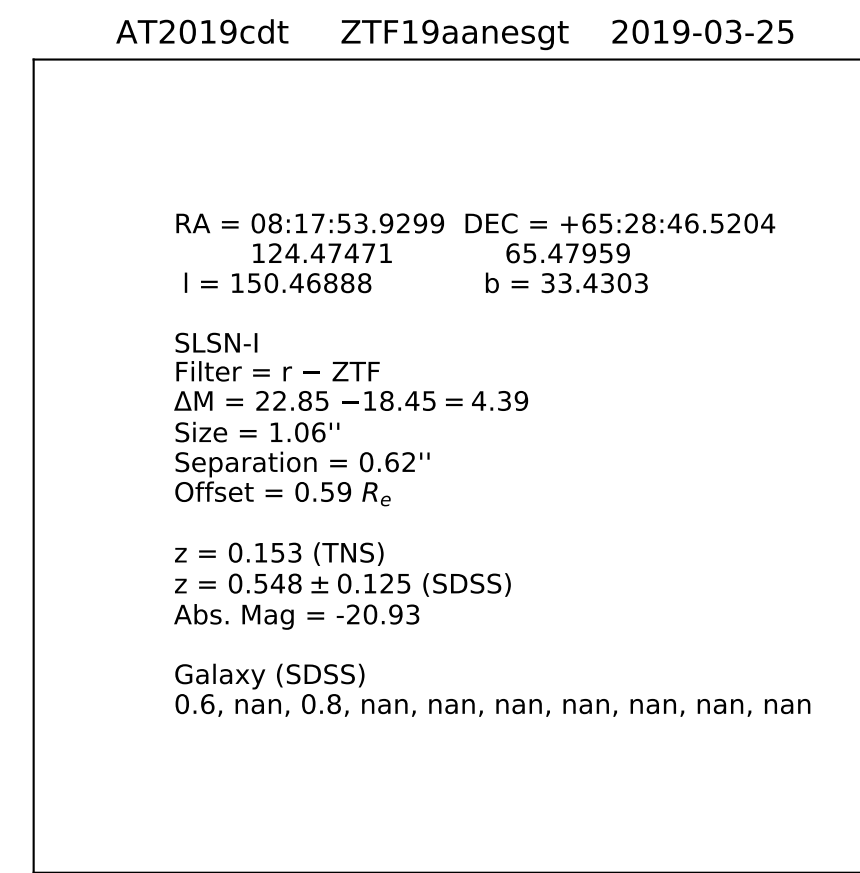 AT2019cdt ZTF19aanesgt 2019-03-25
RA = 08:17:53.9299 DEC = +65:28:46.5204
124.47471 65.47959
l = 150.46888 b = 33.4303
SLSN-I
Filter = r − ZTF
ΔM = 22.85 −18.45 = 4.39
Size = 1.06''
Separation = 0.62''
Offset = 0.59 Re
z = 0.153 (TNS)
z = 0.548 ± 0.125 (SDSS)
Abs. Mag = -20.93
Galaxy (SDSS)
0.6, nan, 0.8, nan, nan, nan, nan, nan, nan, nan